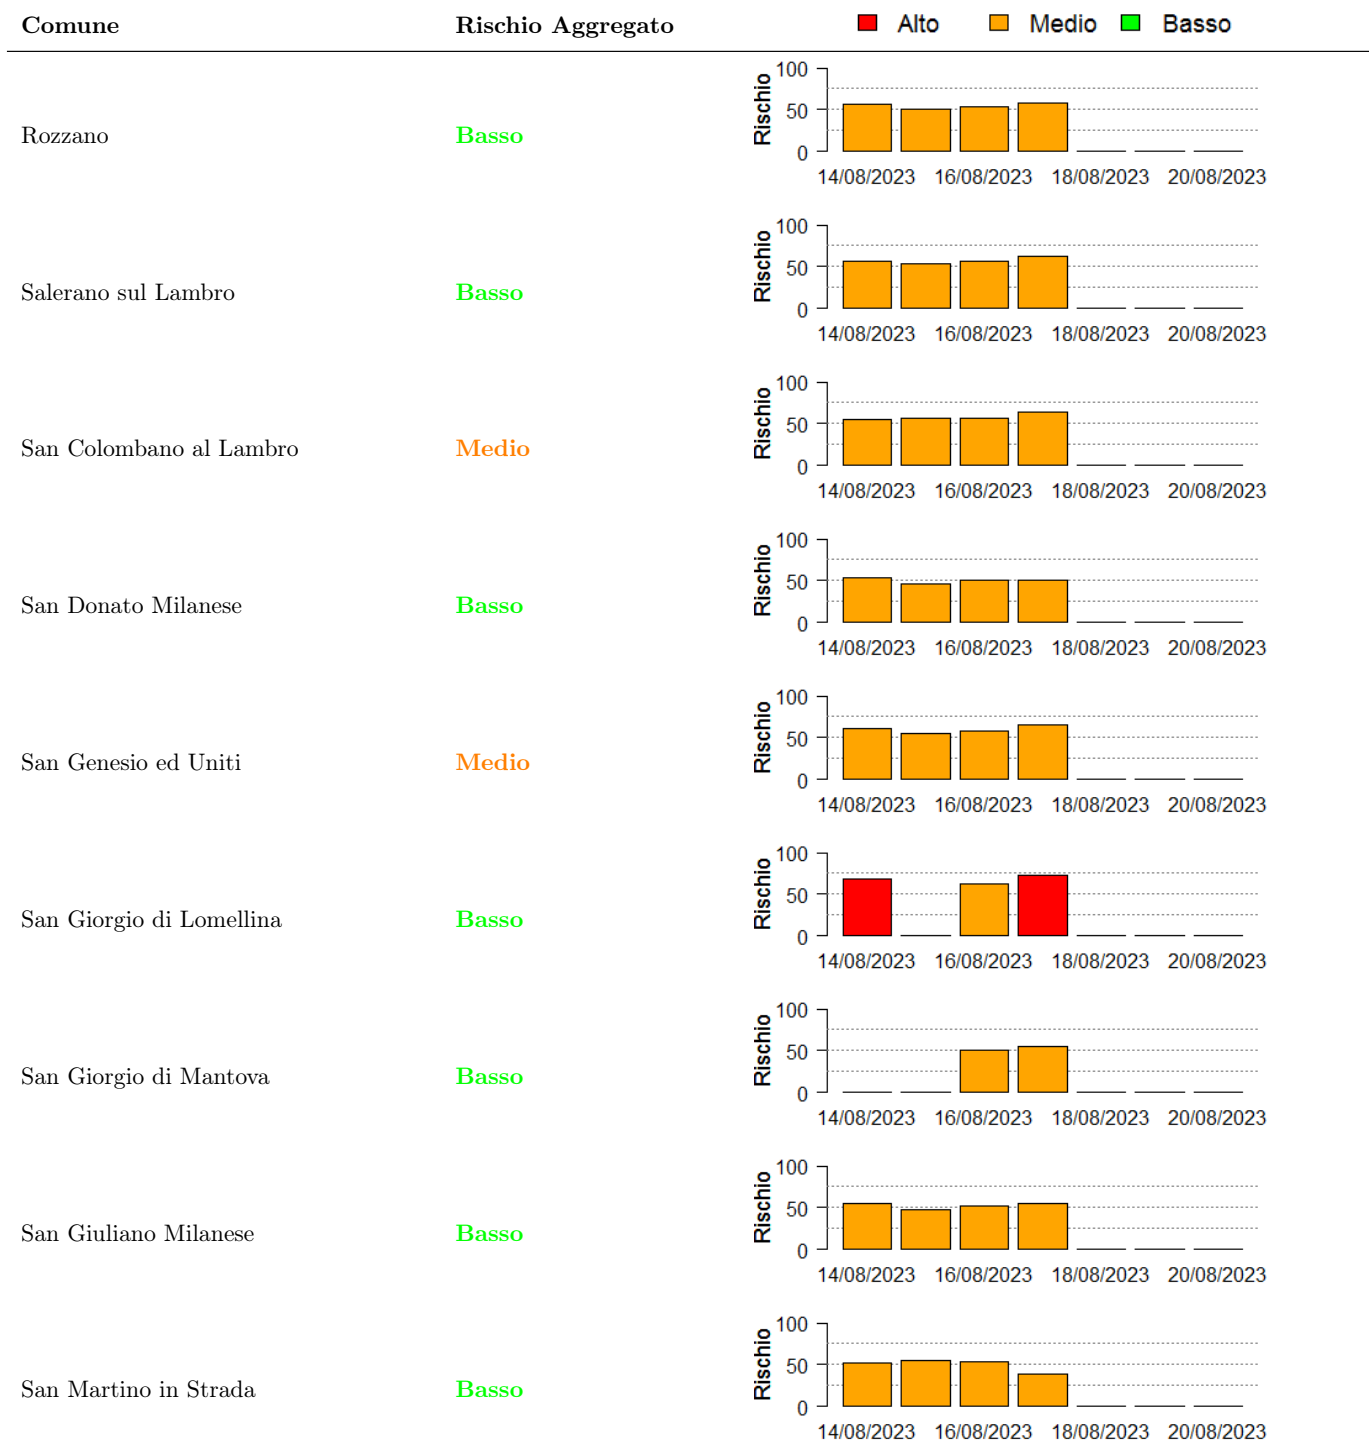 Comune Rischio Aggregato Alto Medio Basso
Rozzano Basso
Rischio
100
50
0
14/08/2023 16/08/2023 18/08/2023 20/08/2023
Salerano sul Lambro Basso
Rischio
100
50
0
14/08/2023 16/08/2023 18/08/2023 20/08/2023
San Colombano al Lambro Medio
Rischio
100
50
0
14/08/2023 16/08/2023 18/08/2023 20/08/2023
San Donato Milanese Basso
Rischio
100
50
0
14/08/2023 16/08/2023 18/08/2023 20/08/2023
San Genesio ed Uniti Medio
Rischio
100
50
0
14/08/2023 16/08/2023 18/08/2023 20/08/2023
San Giorgio di Lomellina Basso
Rischio
100
50
0
14/08/2023 16/08/2023 18/08/2023 20/08/2023
San Giorgio di Mantova Basso
Rischio
100
50
0
14/08/2023 16/08/2023 18/08/2023 20/08/2023
San Giuliano Milanese Basso
Rischio
100
50
0
14/08/2023 16/08/2023 18/08/2023 20/08/2023
San Martino in Strada Basso
Rischio
100
50
0
14/08/2023 16/08/2023 18/08/2023 20/08/2023